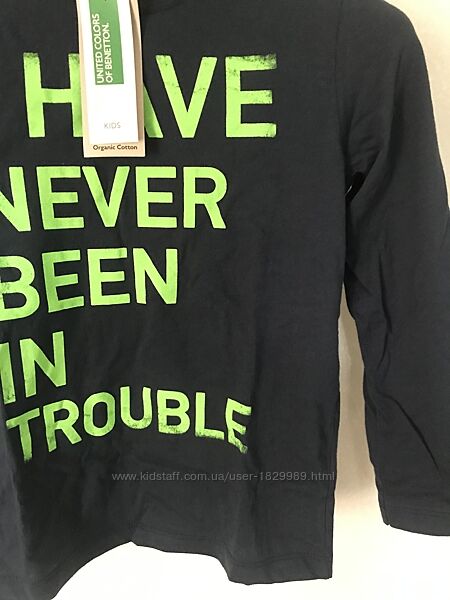 UNITED COLORS
OF BENETTON.
KIDS
Organic Cotton
HAVE
NEVER
BEEN
IN
TROUBLE
www.kidstaff.com.ua/user-1829989.html